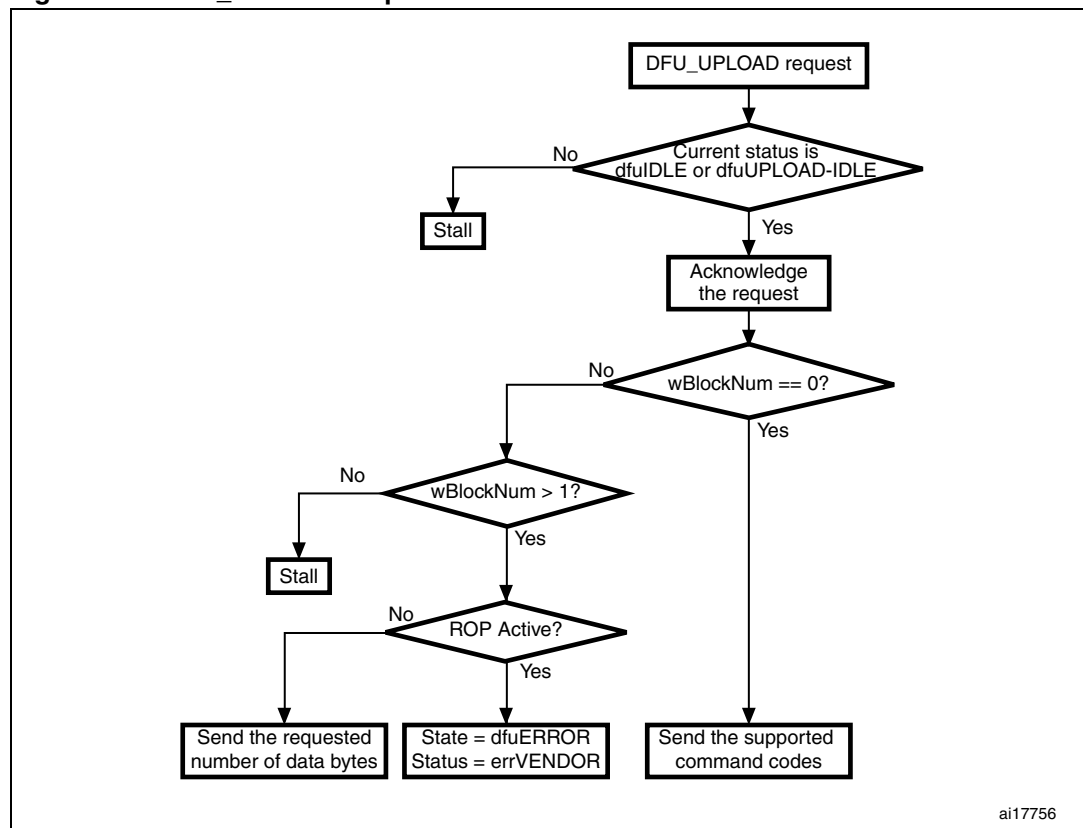 DFU_UPLOAD request
Current status is
dfuIDLE or dfuUPLOAD-IDLE
No
Stall
Yes
Acknowledge
the request
No
wBlockNum == 0?
Yes
No
wBlockNum > 1?
Yes
Stall
No
ROP Active?
Yes
Send the requested
number of data bytes
State = dfuERROR
Status = errVENDOR
Send the supported
command codes
ai17756